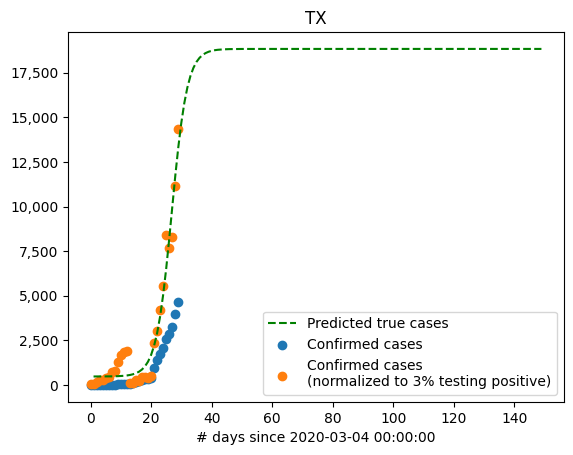 TX
17,500
15,000
12,500
10,000
7,500
5,000
2,500
0
Predicted true cases
Confirmed cases
Confirmed cases
(normalized to 3% testing positive)
0 20 40 60 80 100 120 140
# days since 2020-03-04 00:00:00